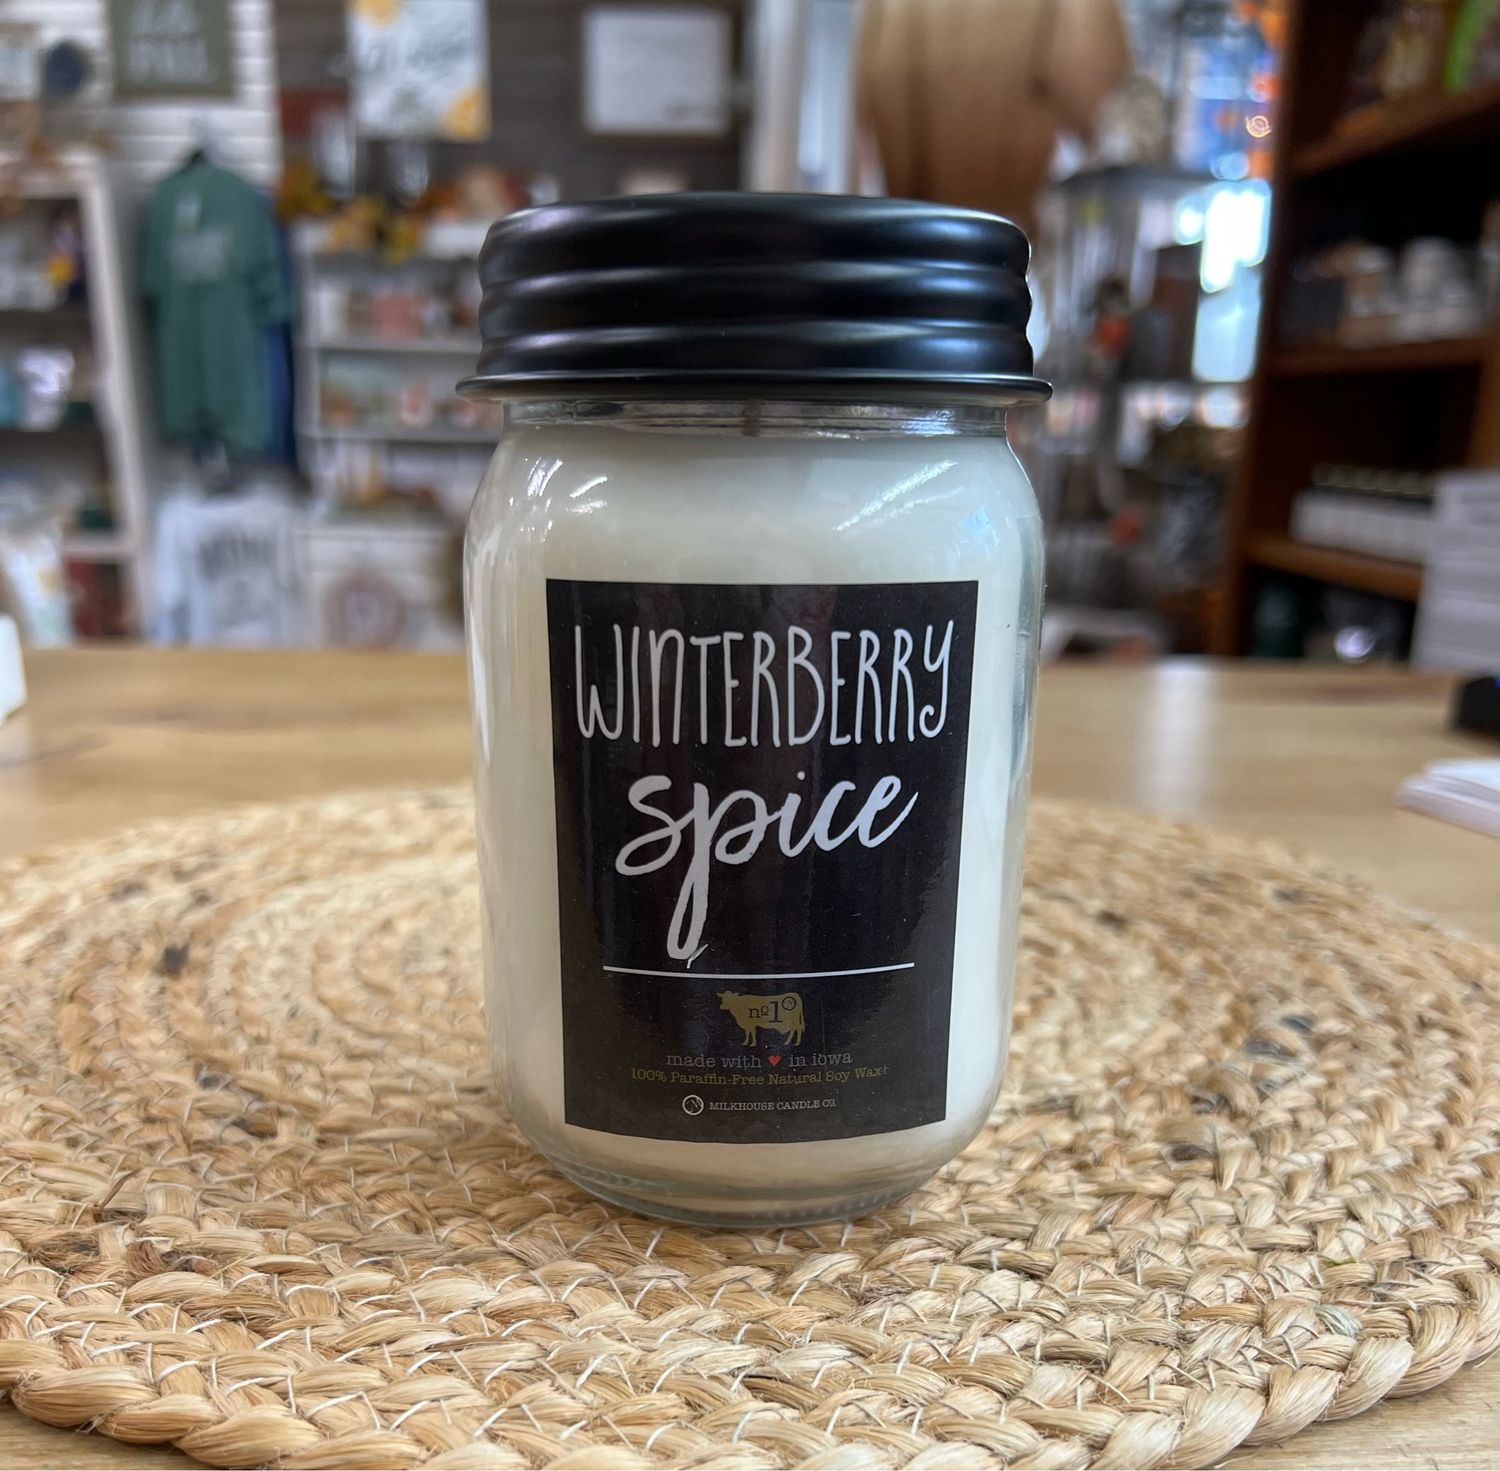 WINTERBERRY
spice
nº1
made with ♥ in iowa
100% Paraffin-Free Natural Soy Wax†
MILKHOUSE CANDLE CO.